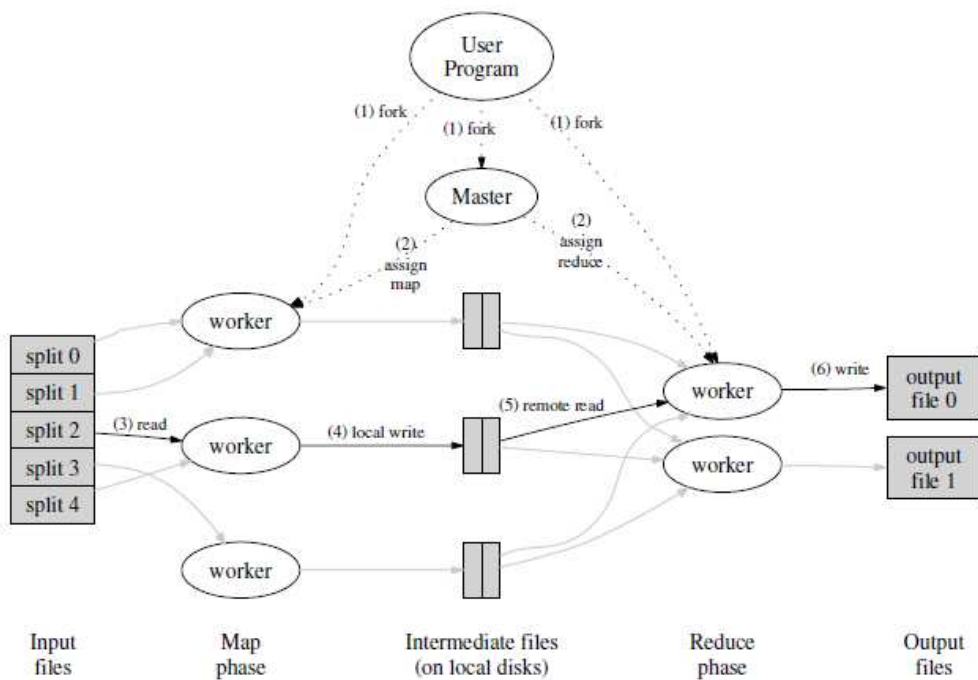 User
Program
(1) fork
(1) fork
(1) fork
Master
(2)
assign
map
(2)
assign
reduce
worker
split 0
split 1
split 2
split 3
split 4
(3) read
worker
(4) local write
(5) remote read
worker
(6) write
output
file 0
worker
output
file 1
worker
Input
files
Map
phase
Intermediate files
(on local disks)
Reduce
phase
Output
files